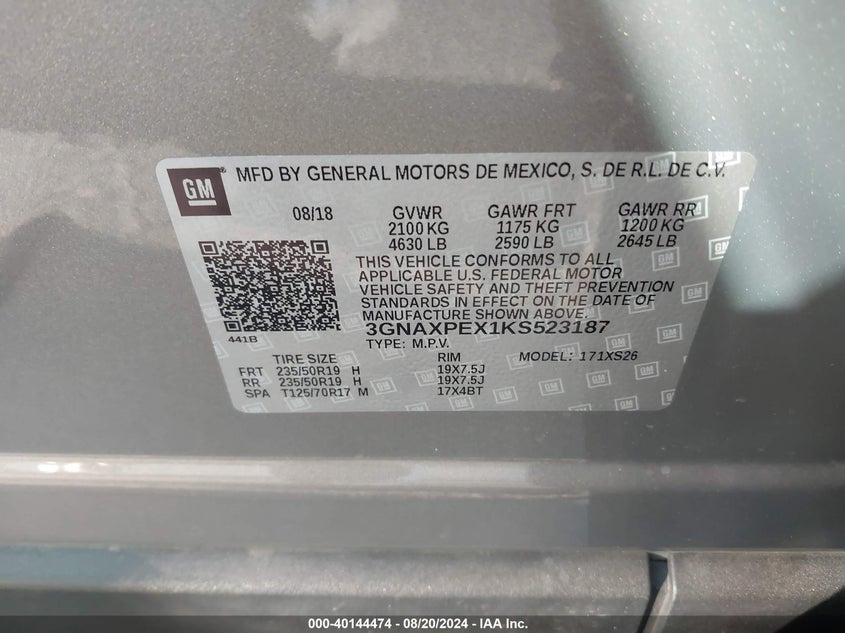 GM
MFD BY GENERAL MOTORS DE MEXICO, S. DE R.L. DE C.V.
08/18 GVWR GAWR FRT GAWR RR
2100 KG 1175 KG 1200 KG
4630 LB 2590 LB 2645 LB
THIS VEHICLE CONFORMS TO ALL
APPLICABLE U.S. FEDERAL MOTOR
VEHICLE SAFETY AND THEFT PREVENTION
STANDARDS IN EFFECT ON THE DATE OF
MANUFACTURE SHOWN ABOVE.
3GNAXPEX1KS523187
441B
TYPE: M.P.V. MODEL: 171XS26
TIRE SIZE RIM
FRT 235/50R19 H 19X7.5J
RR 235/50R19 H 19X7.5J
SPA T125/70R17 M 17X4BT
000-40144474 - 08/20/2024 - IAA Inc.